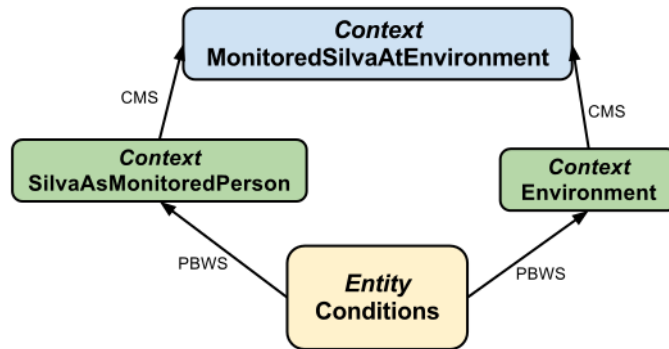 Context
MonitoredSilvaAtEnvironment
CMS
CMS
Context
SilvaAsMonitoredPerson
Context
Environment
PBWS
PBWS
Entity
Conditions